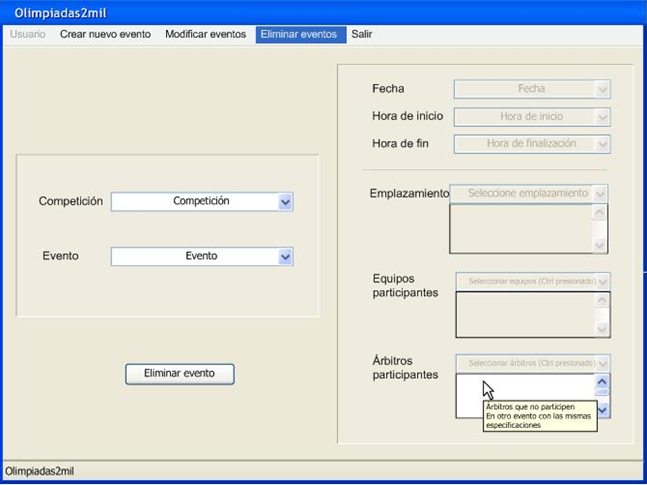 Olimpiadas2mil
Usuario Crear nuevo evento Modificar eventos Eliminar eventos Salir
Competición Competición
Evento Evento
Eliminar evento
Fecha Fecha
Hora de inicio Hora de inicio
Hora de fin Hora de finalización
Emplazamiento Seleccione emplazamiento
Equipos
participantes
Seleccionar equipos (Ctrl presionado)
Árbitros
participantes
Seleccionar árbitros (Ctrl presionado)
Árbitros que no participen
En otro evento con las mismas
especificaciones
Olimpiadas2mil